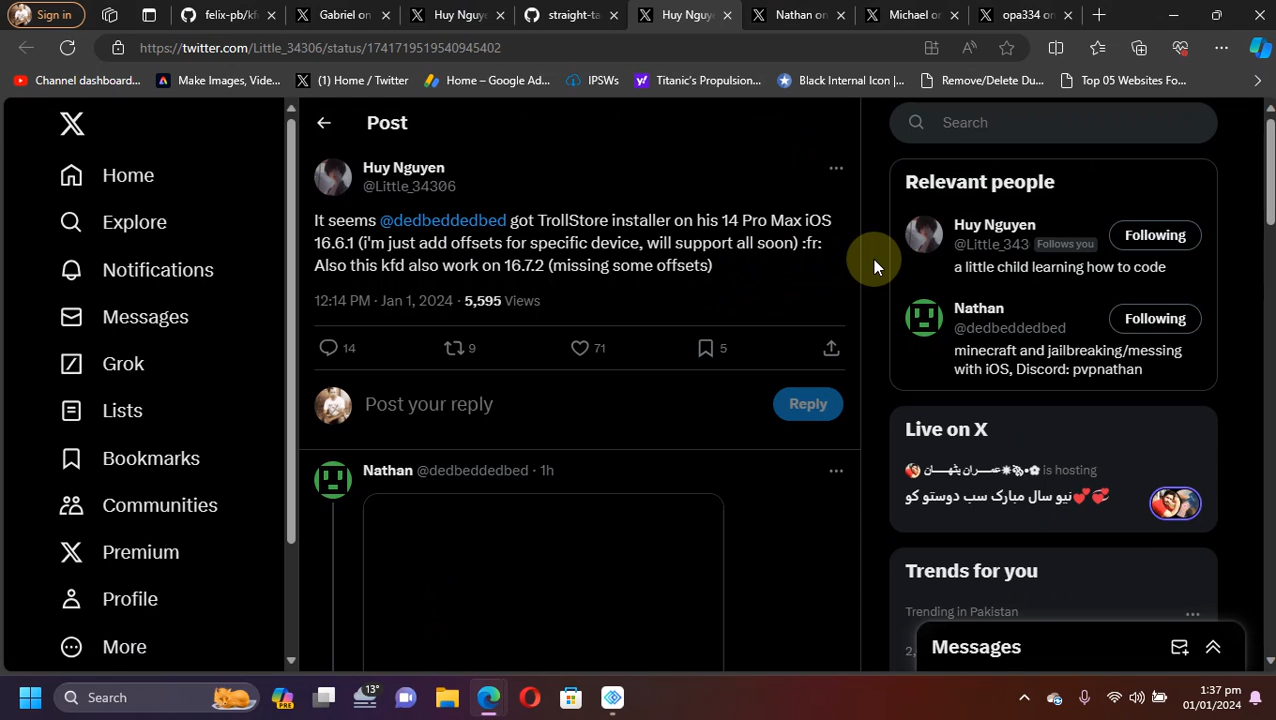 Sign in
felix-pb/kf
Gabriel on
Huy Nguye
straight-ta
Huy Nguye
Nathan on
Michael on
opa334 on
https://twitter.com/Little_34306/status/1741719519540945402
Channel dashboard...
Make Images, Vide...
(1) Home / Twitter
Home – Google Ad...
IPSWs
Titanic's Propulsion...
Black Internal Icon |...
Remove/Delete Du...
Top 05 Websites Fo...
Home
Explore
Notifications
Messages
Grok
Lists
Bookmarks
Communities
Premium
Profile
More
Post
Huy Nguyen
@Little_34306
It seems @dedbeddedbed got TrollStore installer on his 14 Pro Max iOS
16.6.1 (i'm just add offsets for specific device, will support all soon) :fr:
Also this kfd also work on 16.7.2 (missing some offsets)
12:14 PM · Jan 1, 2024 · 5,595 Views
14
9
71
5
Post your reply
Reply
Nathan @dedbeddedbed · 1h
Search
Relevant people
Huy Nguyen
@Little_343 Follows you
Following
a little child learning how to code
Nathan
@dedbeddedbed
Following
minecraft and jailbreaking/messing
with iOS, Discord: pvpnathan
Live on X
is hosting
نیو سال مبارک سب دوستو کو
Trends for you
Trending in Pakistan
2,
Messages
Search
PRE
13°
1:37 pm
01/01/2024